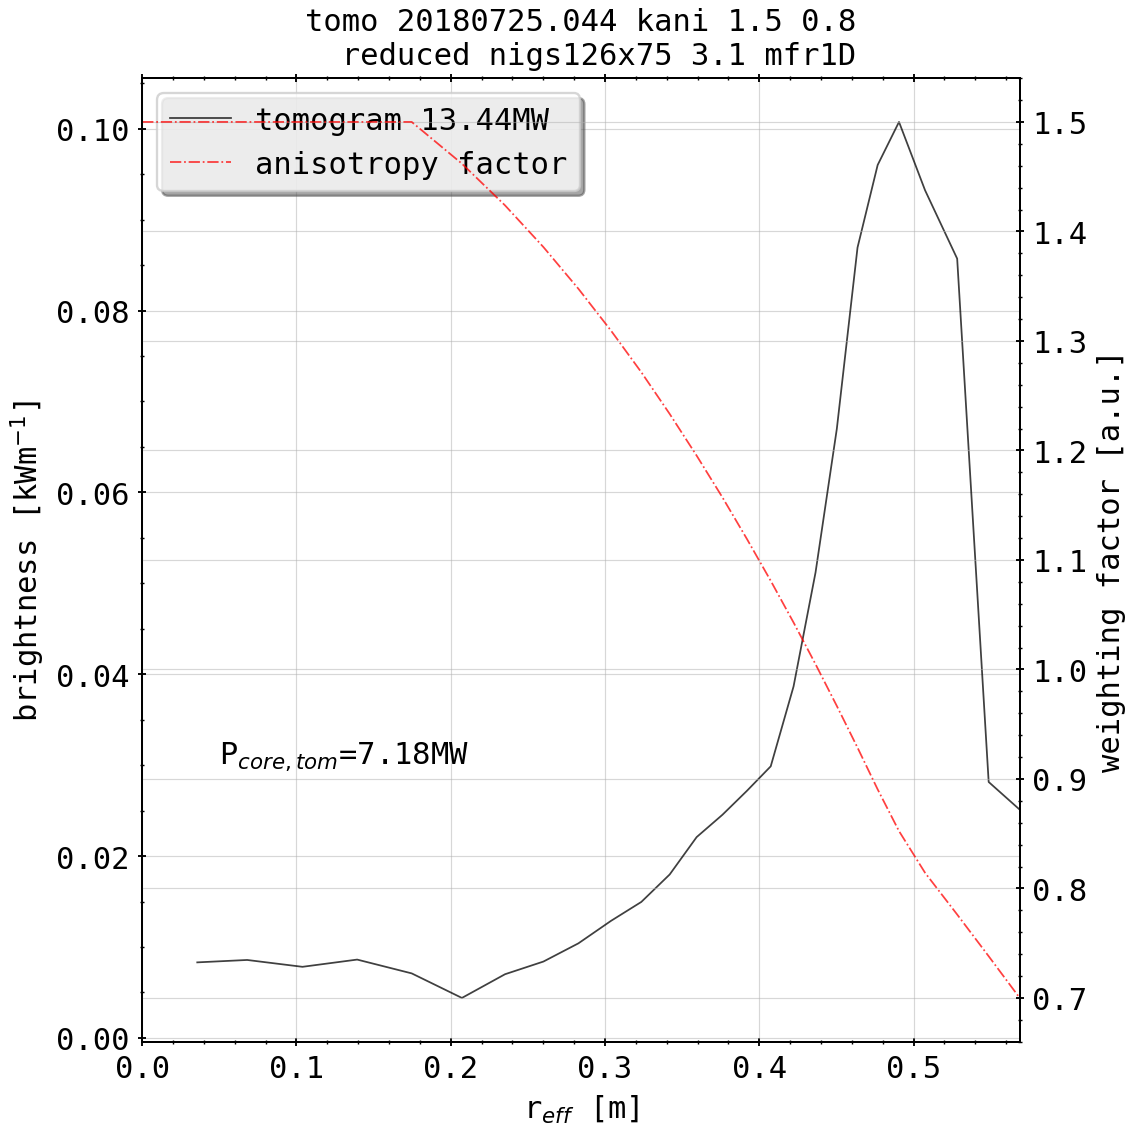 tomo 20180725.044 kani 1.5 0.8
reduced nigs126x75 3.1 mfr1D
tomogram 13.44MW
anisotropy factor
0.10
0.08
0.06
0.04
0.02
0.00
brightness [kWm⁻¹]
P_core,tom=7.18MW
1.5
1.4
1.3
1.2
1.1
1.0
0.9
0.8
0.7
weighting factor [a.u.]
0.0 0.1 0.2 0.3 0.4 0.5
r_eff [m]